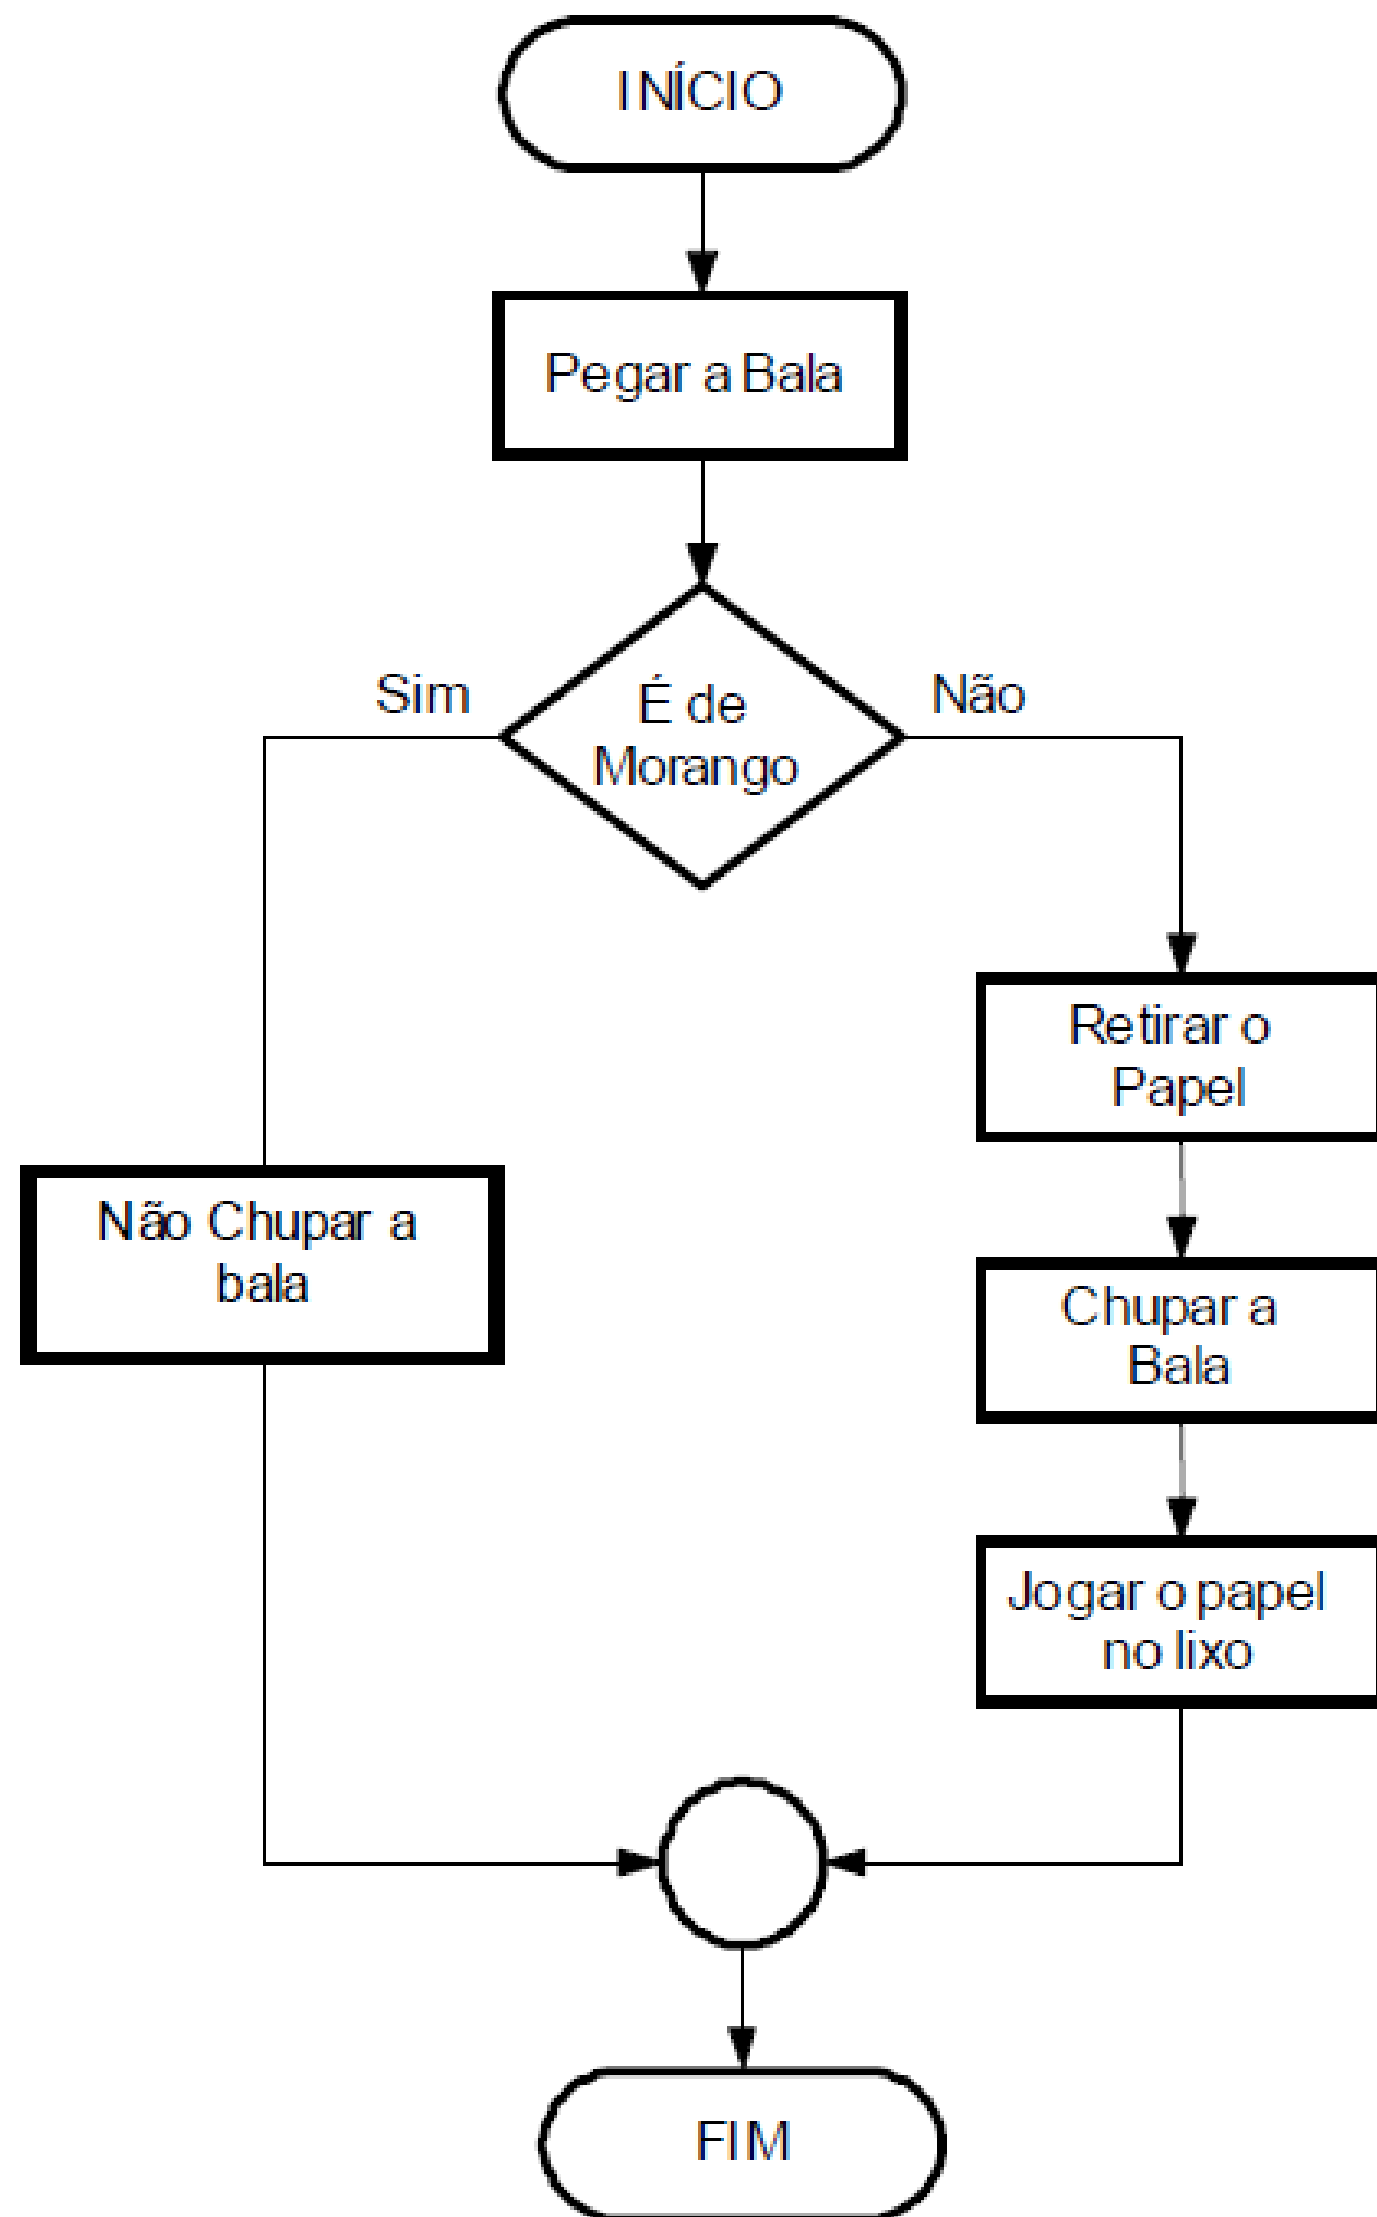 INÍCIO
Pegar a Bala
Sim
Não
É de
Morango
Retirar o
Papel
Não Chupar a
bala
Chupar a
Bala
Jogar o papel
no lixo
FIM